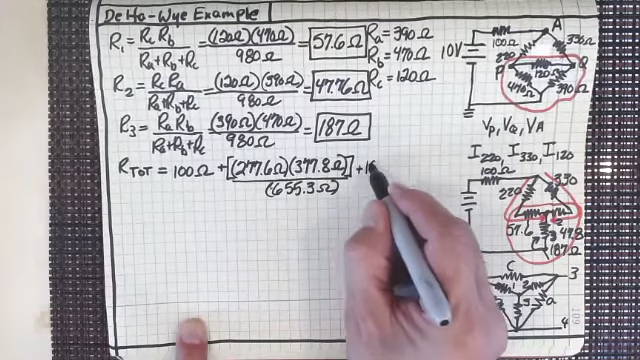 Delta-Wye Example
R1 = RcRb / Ra+Rb+Rc = (120Ω)(470Ω) / 980Ω = 57.6Ω
Ra = 390Ω
Rb = 470Ω
Rc = 120Ω
R2 = RcRa / Ra+Rb+Rc = (120Ω)(390Ω) / 980Ω = 47.76Ω
R3 = RaRb / Ra+Rb+Rc = (390Ω)(470Ω) / 980Ω = 187Ω
RTOT = 100Ω + [(277.6Ω)(377.8Ω)] / (655.3Ω) + 18
10V
100Ω
A
220
330Ω
P
120Ω
Q
470Ω
390Ω
VP, VQ, VA
I220, I330, I120
100Ω
220
330
57.6
47.8
187Ω
C
3
a
4